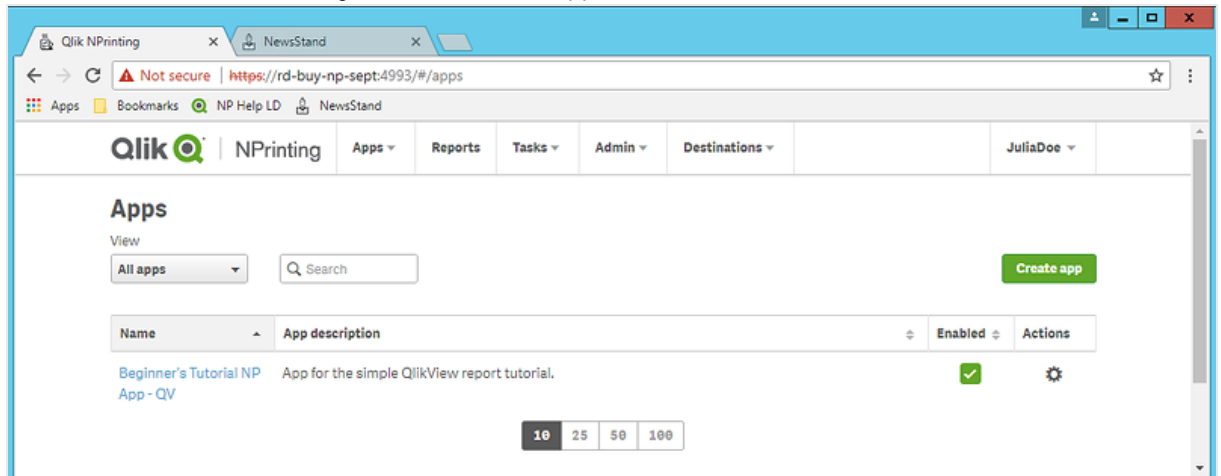 Qlik NPrinting NewsStand
Not secure | https://rd-buy-np-sept:4993/#/apps
Apps Bookmarks NP Help LD NewsStand
Qlik NPrinting Apps Reports Tasks Admin Destinations JuliaDoe
Apps
View
All apps Search Create app
Name App description Enabled Actions
Beginner's Tutorial NP App for the simple QlikView report tutorial.
App - QV
10 25 50 100